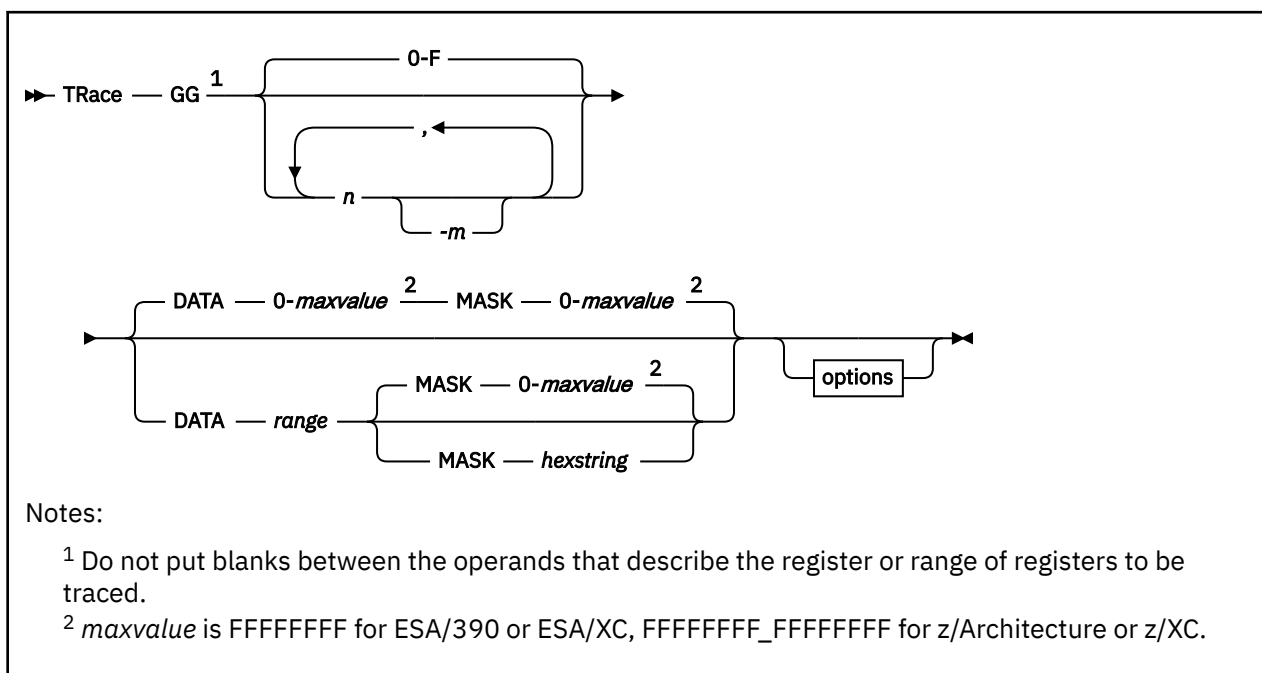 0-F
TRace GG 1
,
n
-m
DATA 0-maxvalue 2 MASK 0-maxvalue 2
options
MASK 0-maxvalue 2
DATA range
MASK hexstring
Notes:
1 Do not put blanks between the operands that describe the register or range of registers to be
traced.
2 maxvalue is FFFFFFFF for ESA/390 or ESA/XC, FFFFFFFF_FFFFFFFF for z/Architecture or z/XC.